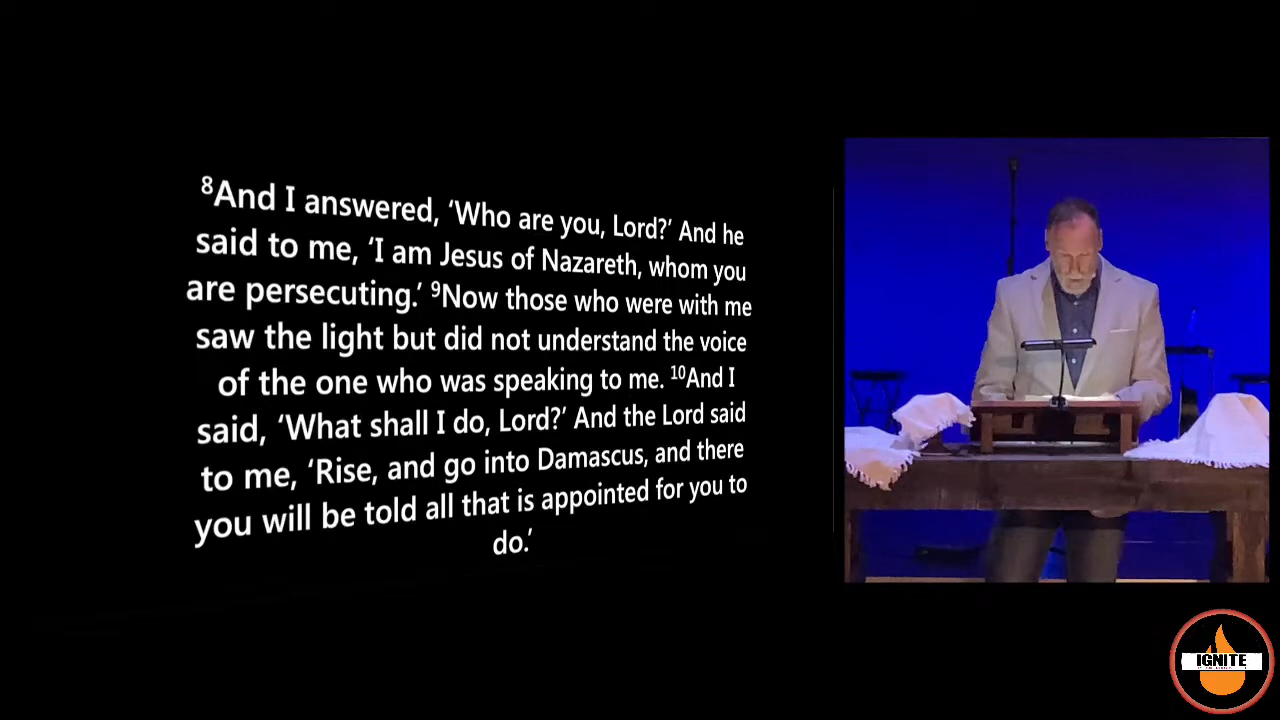 ⁸And I answered, ‘Who are you, Lord?’ And he
said to me, ‘I am Jesus of Nazareth, whom you
are persecuting.’ ⁹Now those who were with me
saw the light but did not understand the voice
of the one who was speaking to me. ¹⁰And I
said, ‘What shall I do, Lord?’ And the Lord said
to me, ‘Rise, and go into Damascus, and there
you will be told all that is appointed for you to
do.’
IGNITE